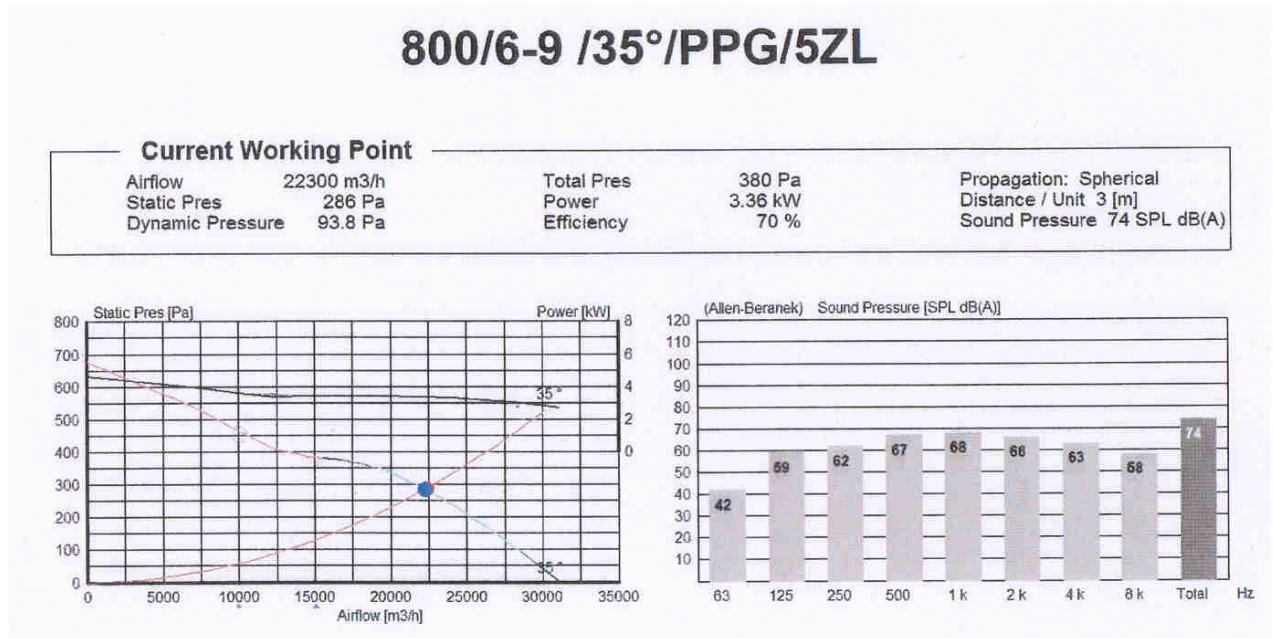 800/6-9 /35°/PPG/5ZL
Current Working Point
Airflow 22300 m3/h
Static Pres 286 Pa
Dynamic Pressure 93.8 Pa
Total Pres 380 Pa
Power 3.36 kW
Efficiency 70 %
Propagation: Spherical
Distance / Unit 3 [m]
Sound Pressure 74 SPL dB(A)
Static Pres [Pa] Power [kW]
800 8
700 6
600 4
500 2
400 0
300
200
100
0
35 °
35 °
0 5000 10000 15000 20000 25000 30000 35000
Airflow [m3/h]
(Allen-Beranek) Sound Pressure [SPL dB(A)]
120
110
100
90
80
70
60
50
40
30
20
10
42 59 62 67 68 66 63 58 74
63 125 250 500 1 k 2 k 4 k 8 k Total Hz